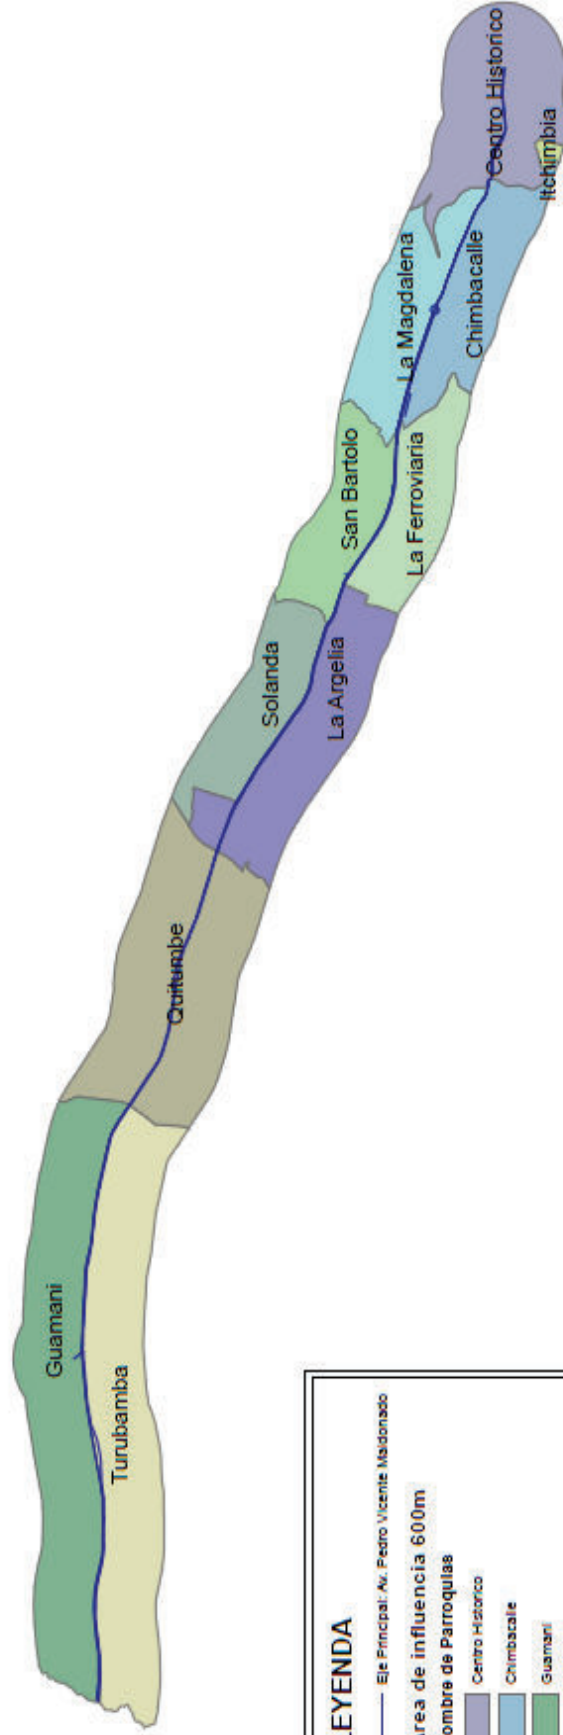 Centro Historico
Itchimbia
La Magdalena
Chimbacalle
San Bartolo
La Ferroviaria
Solanda
La Argelia
Quitumbe
Guamani
Turubamba
EYENDA
Eje Principal: Av. Pedro Vicente Maldonado
rea de influencia 600m
ombre de Parroquias
Centro Historico
Chimbacalle
Guamani